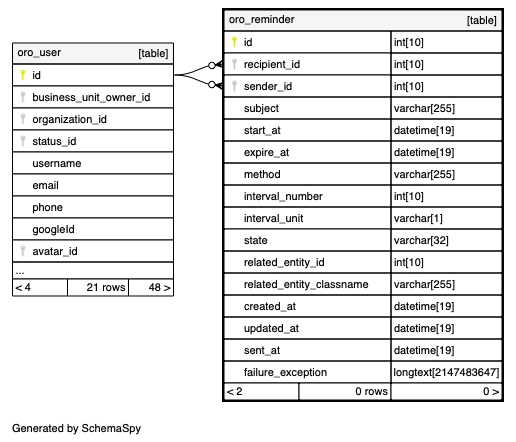 oro_user [table]
id
business_unit_owner_id
organization_id
status_id
username
email
phone
googleId
avatar_id
...
< 4 21 rows 48 >
oro_reminder [table]
id int[10]
recipient_id int[10]
sender_id int[10]
subject varchar[255]
start_at datetime[19]
expire_at datetime[19]
method varchar[255]
interval_number int[10]
interval_unit varchar[1]
state varchar[32]
related_entity_id int[10]
related_entity_classname varchar[255]
created_at datetime[19]
updated_at datetime[19]
sent_at datetime[19]
failure_exception longtext[2147483647]
< 2 0 rows 0 >
Generated by SchemaSpy